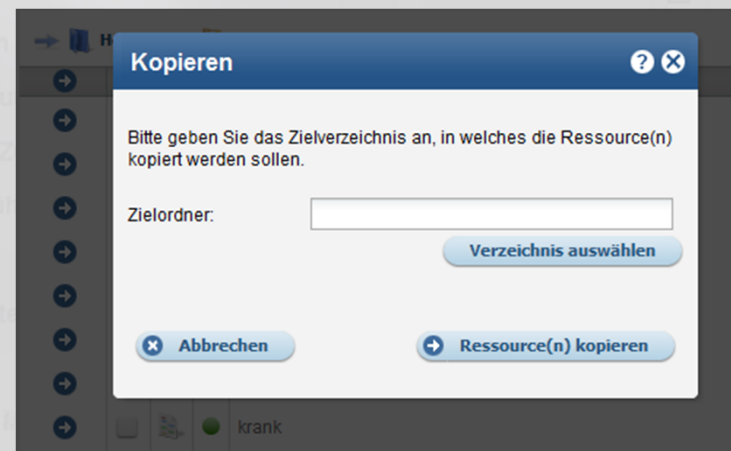 Kopieren
Bitte geben Sie das Zielverzeichnis an, in welches die Ressource(n)
kopiert werden sollen.
Zielordner:
Verzeichnis auswählen
Abbrechen
Ressource(n) kopieren
krank